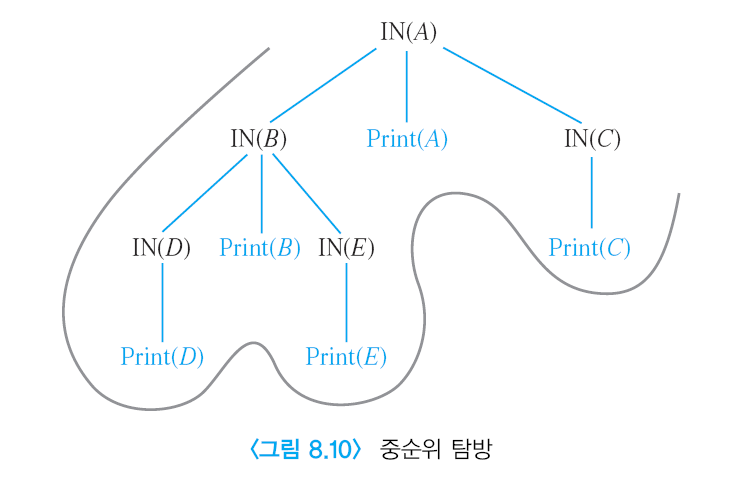 IN(A)
IN(B) Print(A) IN(C)
IN(D) Print(B) IN(E) Print(C)
Print(D) Print(E)
<그림 8.10> 중순위 탐방